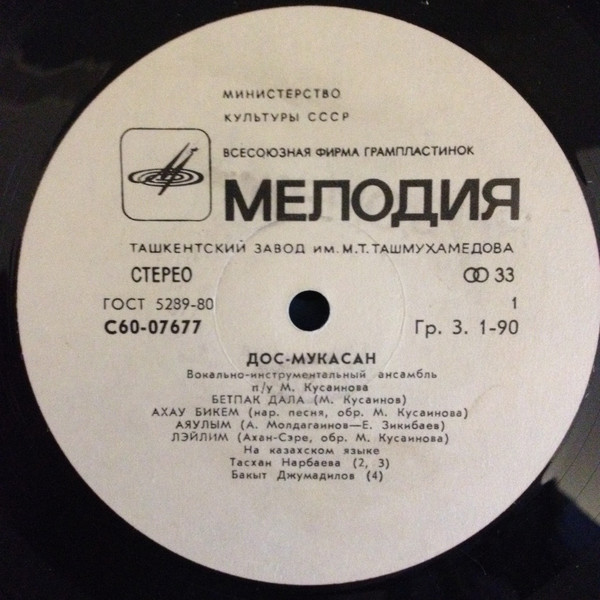 МИНИСТЕРСТВО
КУЛЬТУРЫ СССР
ВСЕСОЮЗНАЯ ФИРМА ГРАМПЛАСТИНОК
МЕЛОДИЯ
ТАШКЕНТСКИЙ ЗАВОД ИМ. М.Т. ТАШМУХАМЕДОВА
СТЕРЕО 33
ГОСТ 5289-80 1
С60-07677 Гр. 3. 1-90
ДОС-МУКАСАН
Вокально-инструментальный ансамбль
п/у М. Кусаинова
БЕТПАК ДАЛА (М. Кусаинов)
АХАУ БИКЕМ (нар. песня, обр. М. Кусаинова)
АЯУЛЫМ (А. Молдагаинов—Е. Зикибаев)
ЛЭЙЛИМ (Ахан-Сэре, обр. М. Кусаинова)
На казахском языке
Тасхан Нарбаева (2, 3)
Бакыт Джумадилов (4)